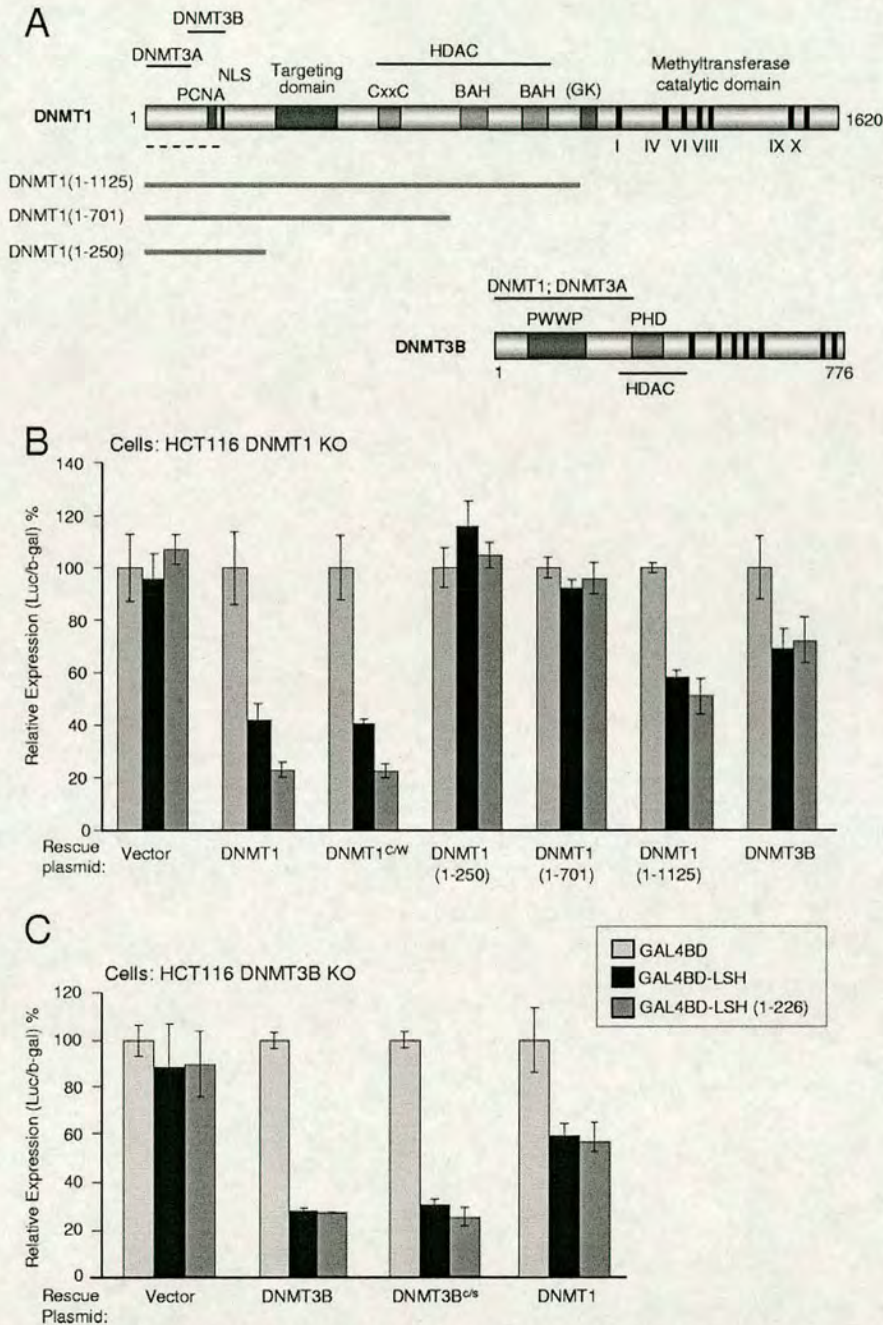 A
DNMT3B
DNMT3A
HDAC
NLS
Targeting domain
Methyltransferase catalytic domain
PCNA
CxxC
BAH
BAH
(GK)
DNMT1
1
1620
I
IV
VI
VIII
IX
X
DNMT1(1-1125)
DNMT1(1-701)
DNMT1(1-250)
DNMT1; DNMT3A
PWWP
PHD
DNMT3B
1
776
HDAC
B
Cells: HCT116 DNMT1 KO
Relative Expression (Luc/b-gal) %
140
120
100
80
60
40
20
0
Rescue plasmid:
Vector
DNMT1
DNMT1C/W
DNMT1 (1-250)
DNMT1 (1-701)
DNMT1 (1-1125)
DNMT3B
C
GAL4BD
GAL4BD-LSH
GAL4BD-LSH (1-226)
Cells: HCT116 DNMT3B KO
Relative Expression (Luc/b-gal) %
120
100
80
60
40
20
0
Rescue Plasmid:
Vector
DNMT3B
DNMT3Bc/s
DNMT1